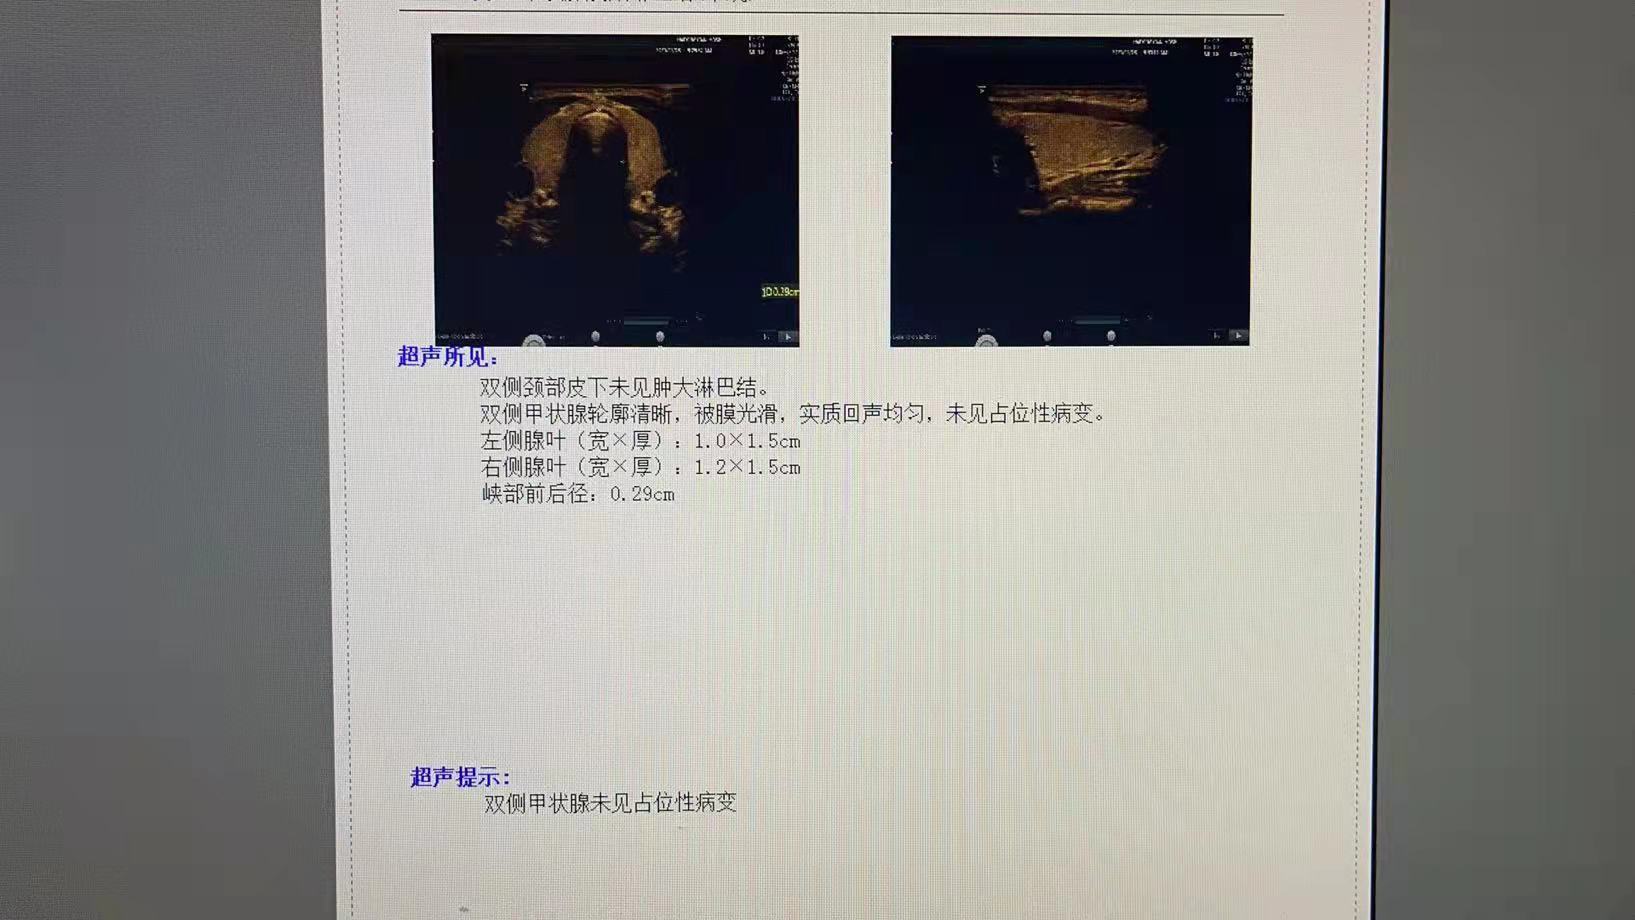 1D0.29cm
超声所见：
双侧颈部皮下未见肿大淋巴结。
双侧甲状腺轮廓清晰，被膜光滑，实质回声均匀，未见占位性病变。
左侧腺叶（宽×厚）：1.0×1.5cm
右侧腺叶（宽×厚）：1.2×1.5cm
峡部前后径：0.29cm
超声提示：
双侧甲状腺未见占位性病变